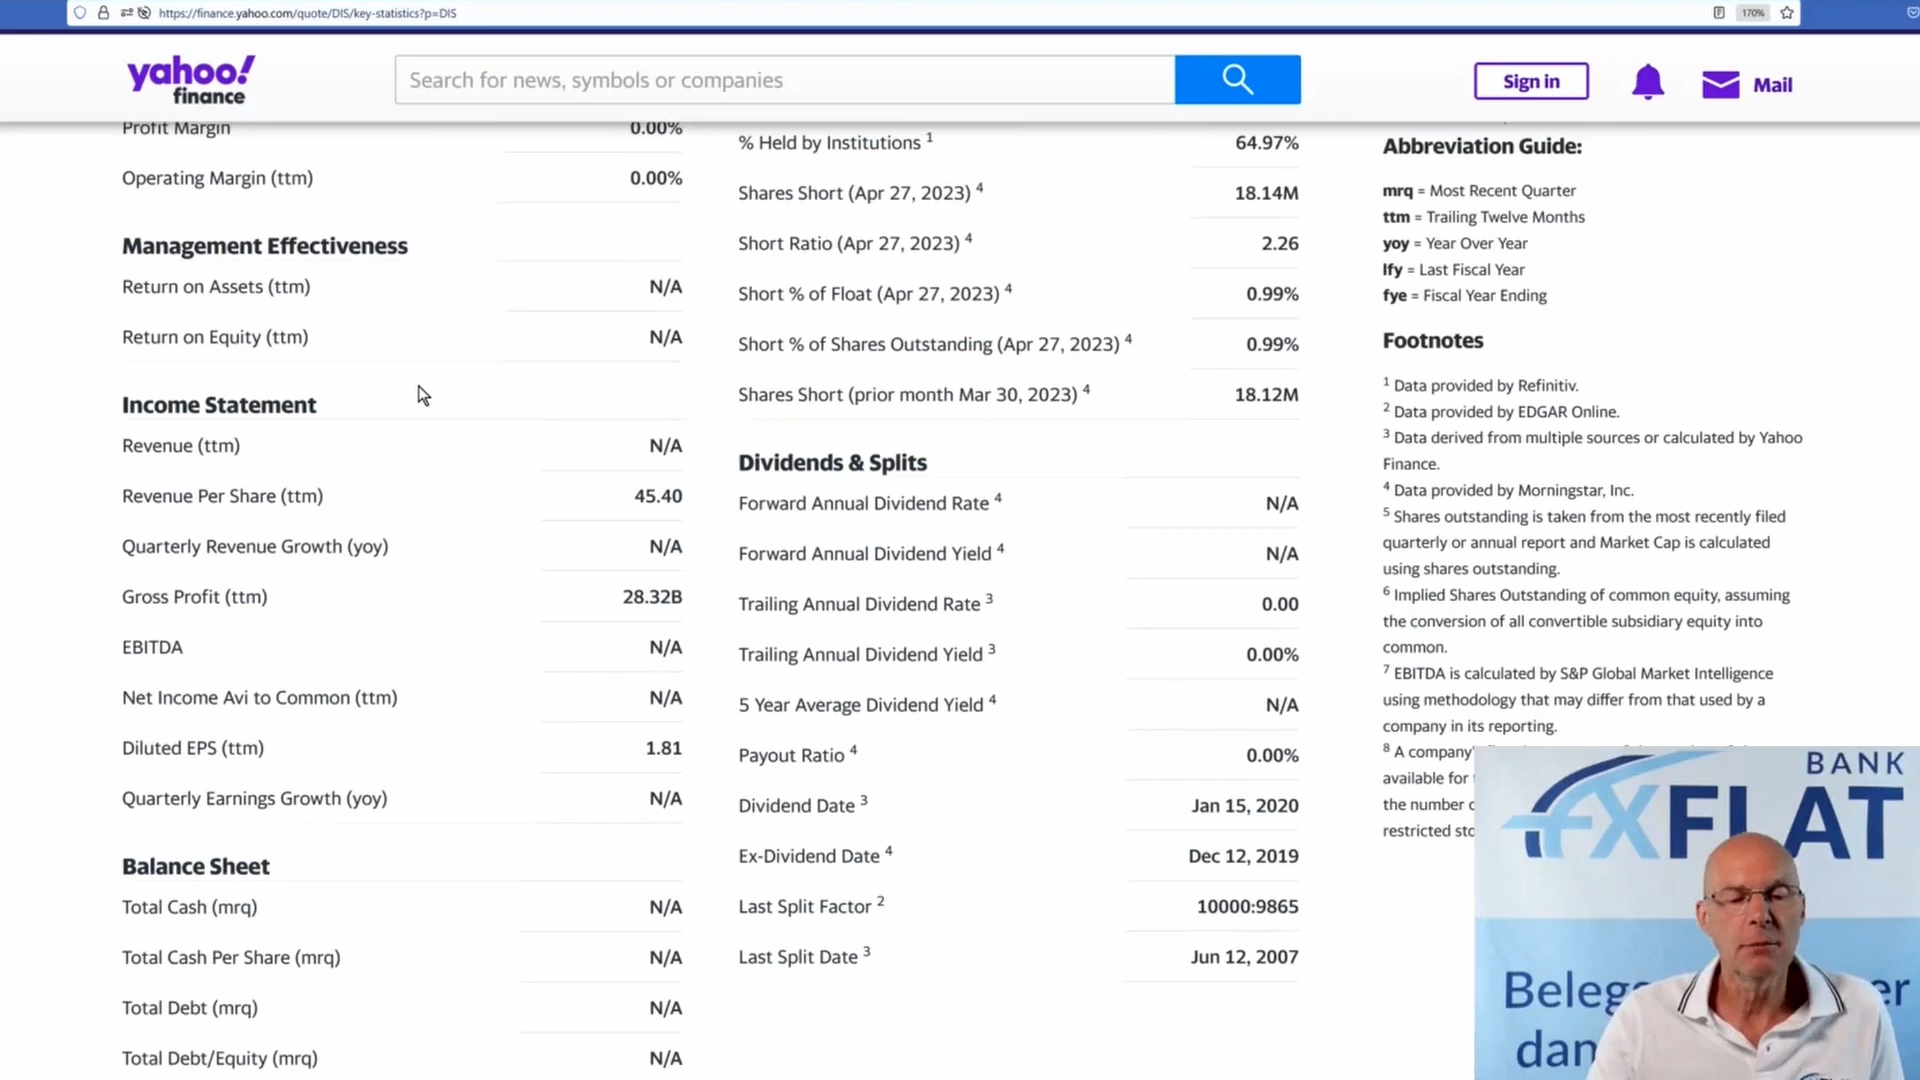 https://finance.yahoo.com/quote/DIS/key-statistics?p=DIS
170%
yahoo!
finance
Search for news, symbols or companies
Sign in
Mail
Profit Margin 0.00%
Operating Margin (ttm) 0.00%
Management Effectiveness
Return on Assets (ttm) N/A
Return on Equity (ttm) N/A
Income Statement
Revenue (ttm) N/A
Revenue Per Share (ttm) 45.40
Quarterly Revenue Growth (yoy) N/A
Gross Profit (ttm) 28.32B
EBITDA N/A
Net Income Avi to Common (ttm) N/A
Diluted EPS (ttm) 1.81
Quarterly Earnings Growth (yoy) N/A
Balance Sheet
Total Cash (mrq) N/A
Total Cash Per Share (mrq) N/A
Total Debt (mrq) N/A
Total Debt/Equity (mrq) N/A
% Held by Institutions 1 64.97%
Shares Short (Apr 27, 2023) 4 18.14M
Short Ratio (Apr 27, 2023) 4 2.26
Short % of Float (Apr 27, 2023) 4 0.99%
Short % of Shares Outstanding (Apr 27, 2023) 4 0.99%
Shares Short (prior month Mar 30, 2023) 4 18.12M
Dividends & Splits
Forward Annual Dividend Rate 4 N/A
Forward Annual Dividend Yield 4 N/A
Trailing Annual Dividend Rate 3 0.00
Trailing Annual Dividend Yield 3 0.00%
5 Year Average Dividend Yield 4 N/A
Payout Ratio 4 0.00%
Dividend Date 3 Jan 15, 2020
Ex-Dividend Date 4 Dec 12, 2019
Last Split Factor 2 10000:9865
Last Split Date 3 Jun 12, 2007
Abbreviation Guide:
mrq = Most Recent Quarter
ttm = Trailing Twelve Months
yoy = Year Over Year
lfy = Last Fiscal Year
fye = Fiscal Year Ending
Footnotes
1 Data provided by Refinitiv.
2 Data provided by EDGAR Online.
3 Data derived from multiple sources or calculated by Yahoo
Finance.
4 Data provided by Morningstar, Inc.
5 Shares outstanding is taken from the most recently filed
quarterly or annual report and Market Cap is calculated
using shares outstanding.
6 Implied Shares Outstanding of common equity, assuming
the conversion of all convertible subsidiary equity into
common.
7 EBITDA is calculated by S&P Global Market Intelligence
using methodology that may differ from that used by a
company in its reporting.
8 A company'
available for
the number
restricted
BANK
FXFLAT